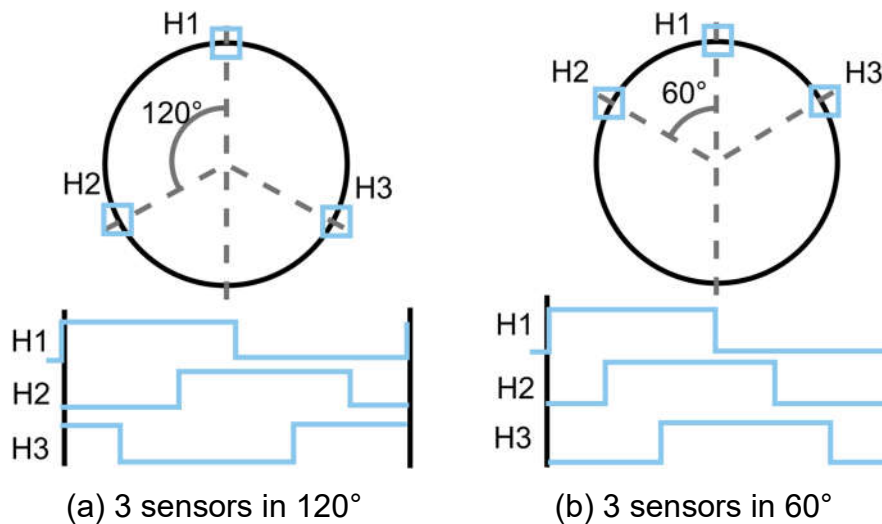 H1
120°
H2
H3
H1
H2
H3
(a) 3 sensors in 120°
H1
H2
60°
H3
H1
H2
H3
(b) 3 sensors in 60°